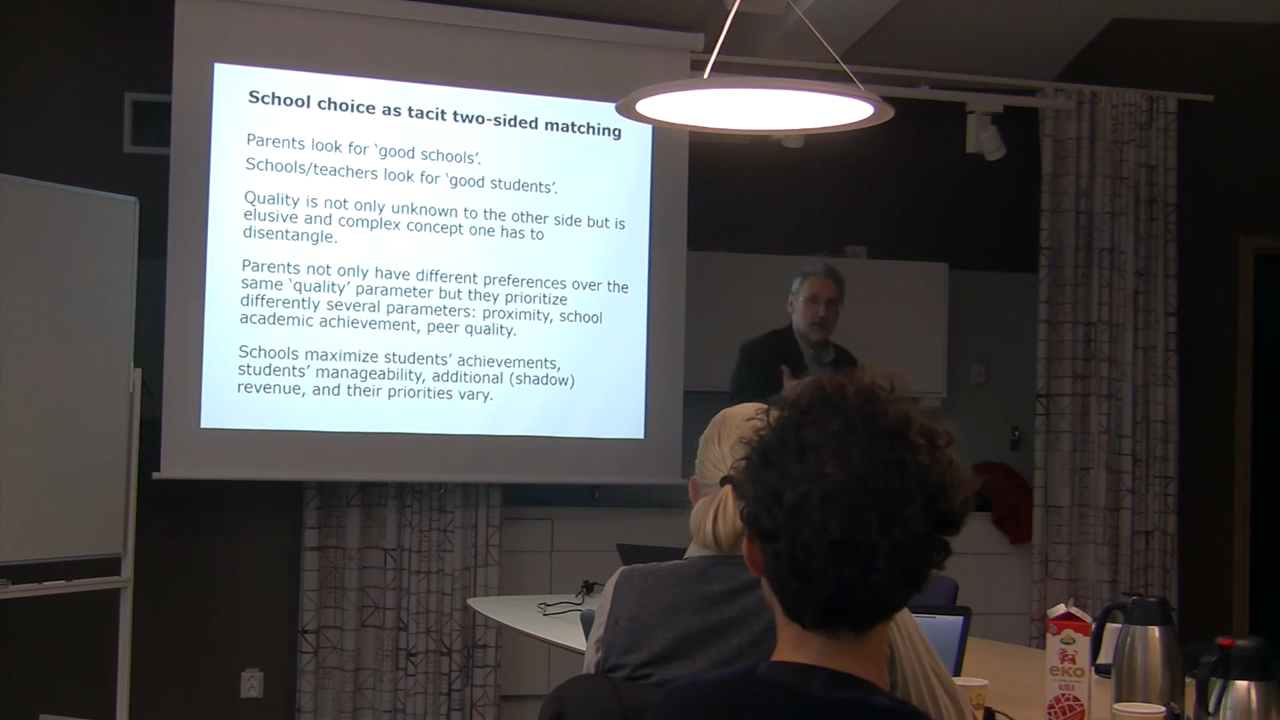 School choice as tacit two-sided matching
Parents look for ‘good schools’.
Schools/teachers look for ‘good students’.
Quality is not only unknown to the other side but is
elusive and complex concept one has to
disentangle.
Parents not only have different preferences over the
same ‘quality’ parameter but they prioritize
differently several parameters: proximity, school
academic achievement, peer quality.
Schools maximize students’ achievements,
students’ manageability, additional (shadow)
revenue, and their priorities vary.
eko